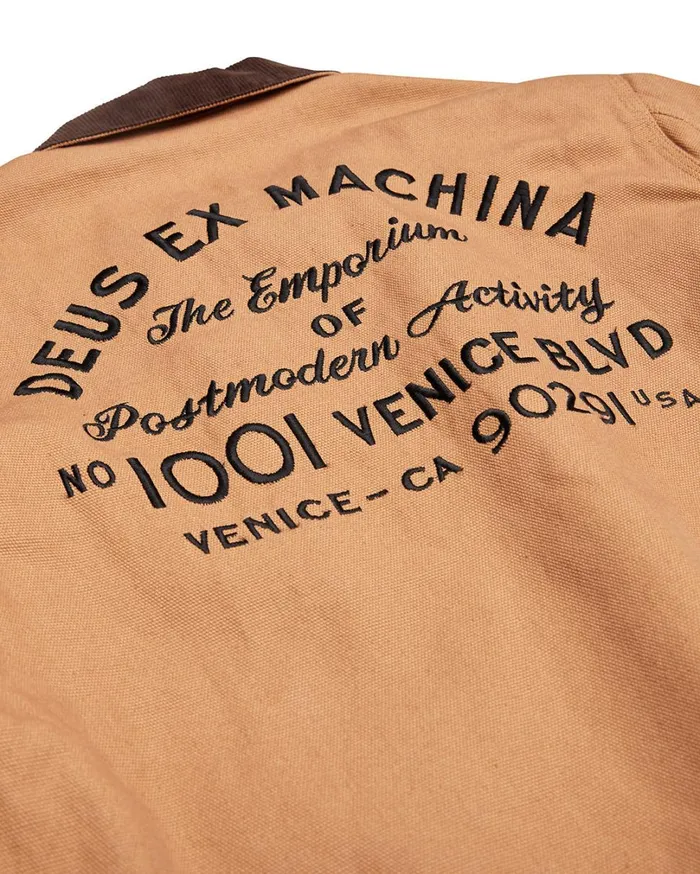 DEUS EX MACHINA
The Emporium
OF
Postmodern Activity
NO 1001 VENICE BLVD
VENICE - CA 90291 USA